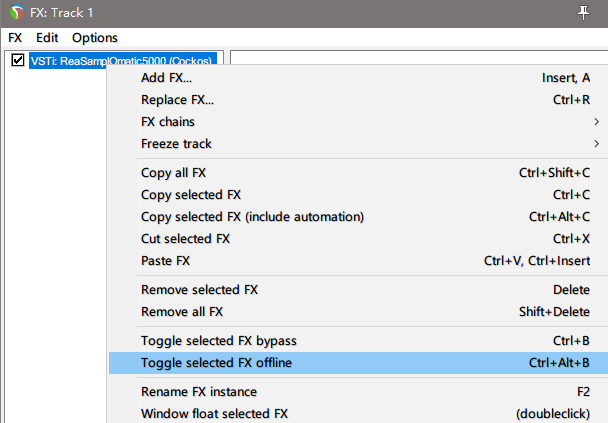 FX: Track 1
FX Edit Options
VSTi: ReaSamplOmatic5000 (Cockos)
Add FX... Insert, A
Replace FX... Ctrl+R
FX chains
Freeze track
Copy all FX Ctrl+Shift+C
Copy selected FX Ctrl+C
Copy selected FX (include automation) Ctrl+Alt+C
Cut selected FX Ctrl+X
Paste FX Ctrl+V, Ctrl+Insert
Remove selected FX Delete
Remove all FX Shift+Delete
Toggle selected FX bypass Ctrl+B
Toggle selected FX offline Ctrl+Alt+B
Rename FX instance F2
Window float selected FX (doubleclick)